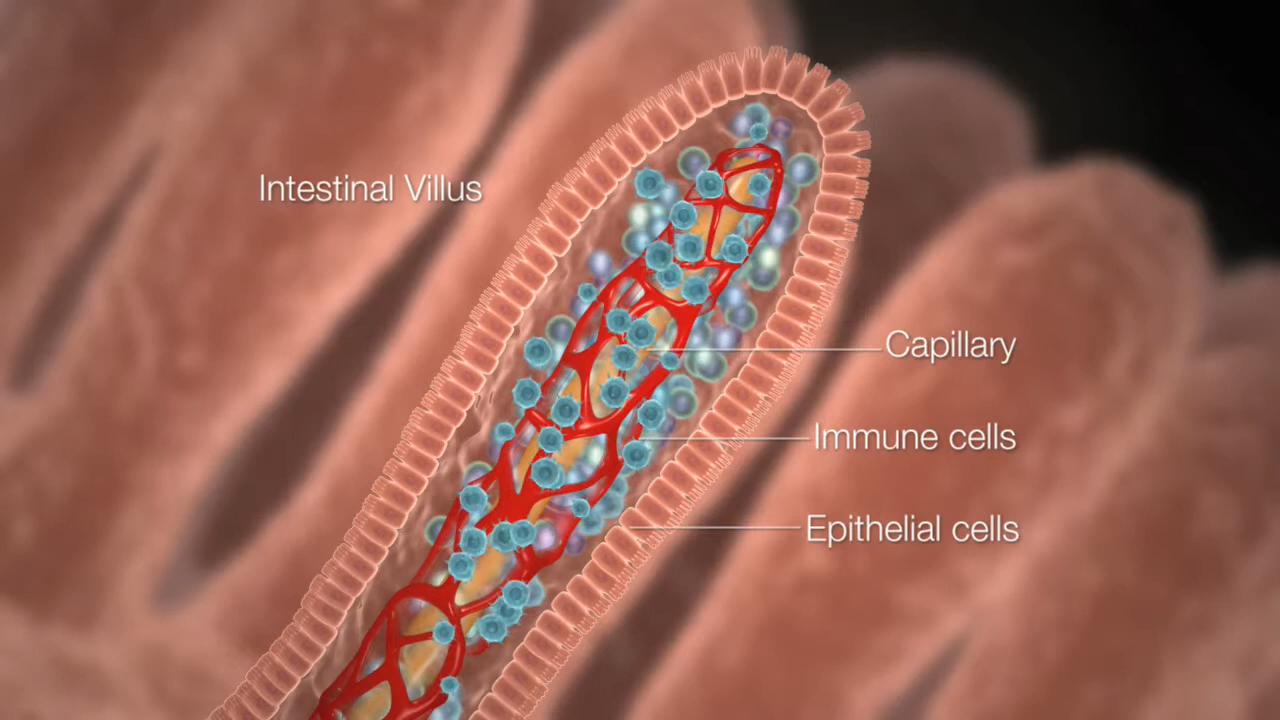 Intestinal Villus
Capillary
Immune cells
Epithelial cells